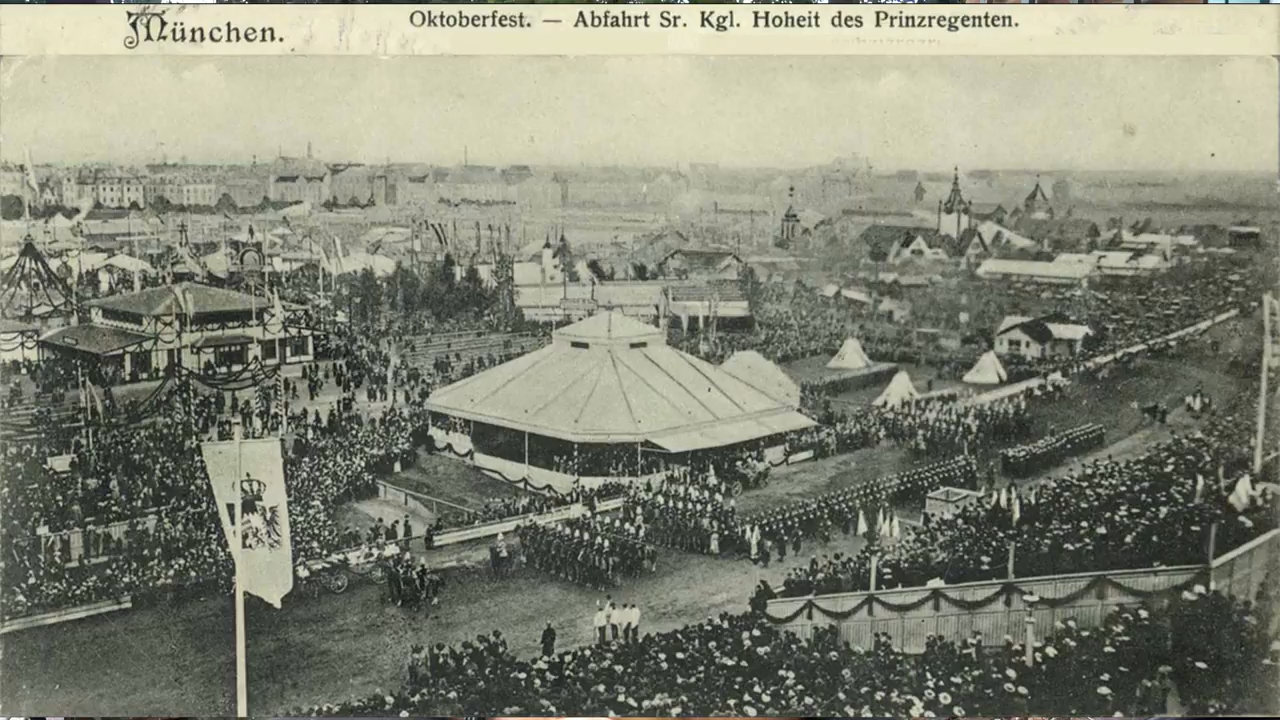 München.
Oktoberfest. — Abfahrt Sr. Kgl. Hoheit des Prinzregenten.